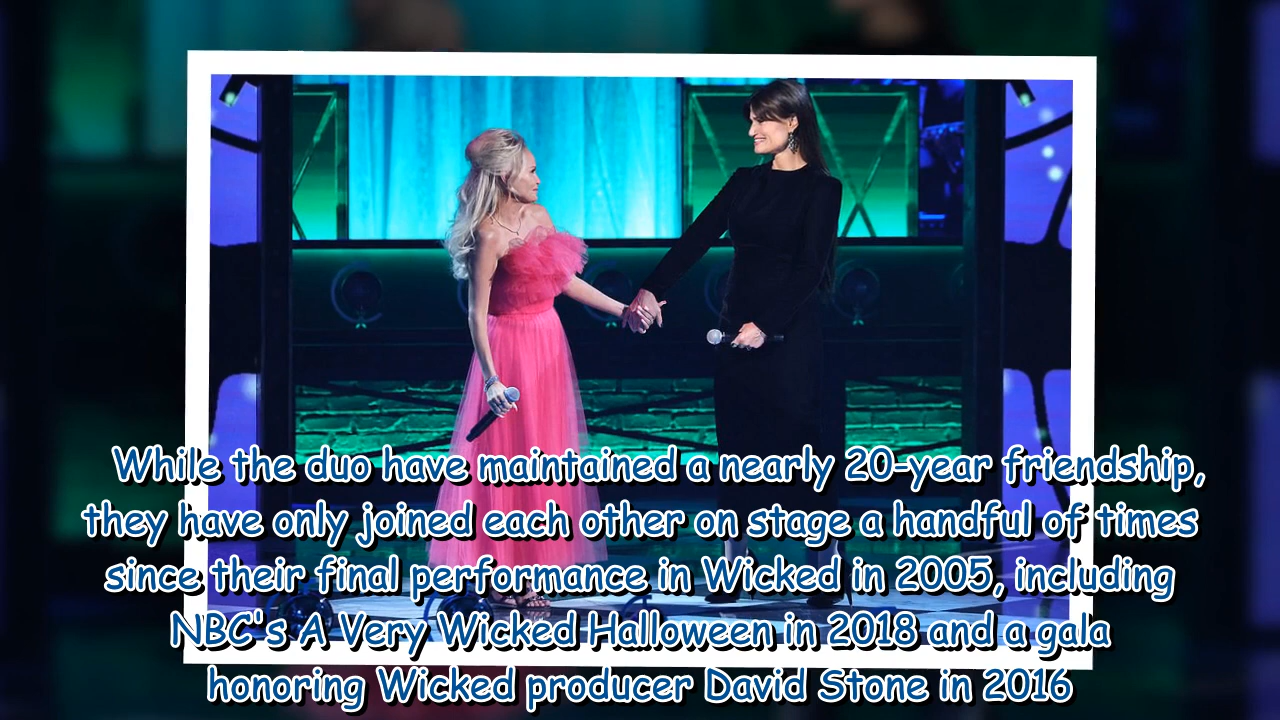 While the duo have maintained a nearly 20-year friendship,
they have only joined each other on stage a handful of times
since their final performance in Wicked in 2005, including
NBC's A Very Wicked Halloween in 2018 and a gala
honoring Wicked producer David Stone in 2016